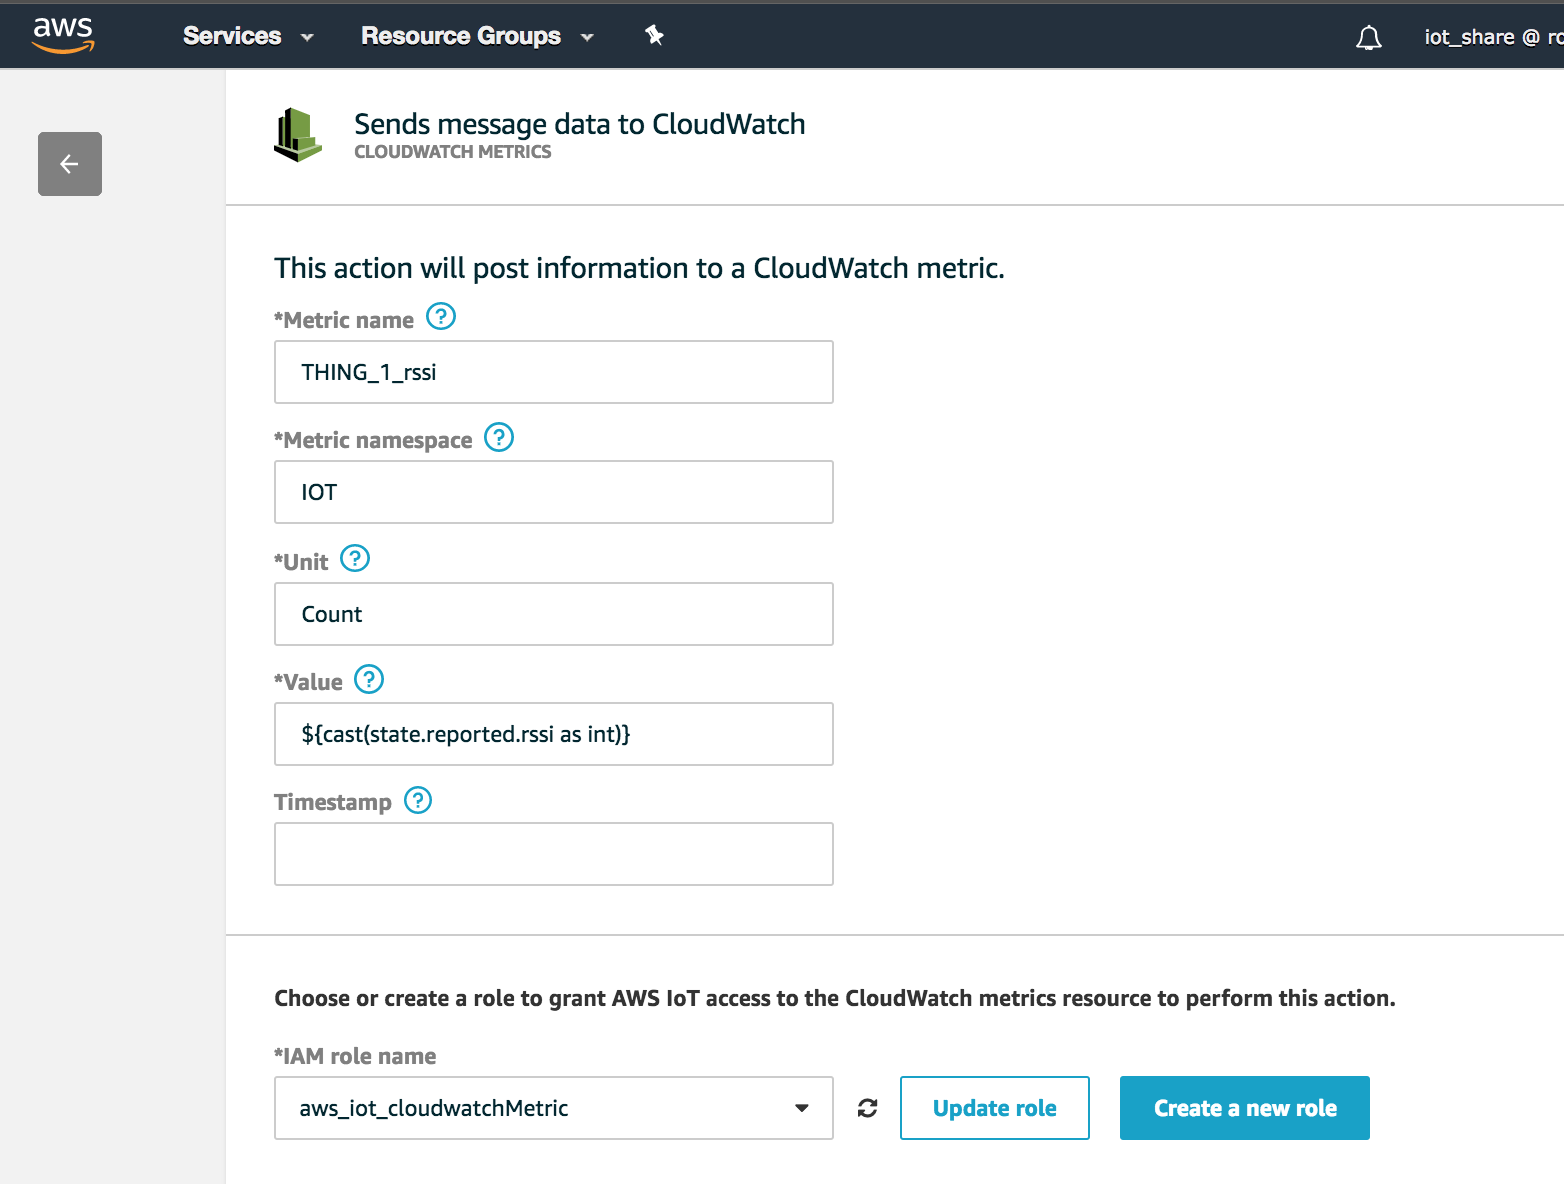 aws Services Resource Groups iot_share @ ro
Sends message data to CloudWatch
CLOUDWATCH METRICS
This action will post information to a CloudWatch metric.
*Metric name ?
THING_1_rssi
*Metric namespace ?
IOT
*Unit ?
Count
*Value ?
${cast(state.reported.rssi as int)}
Timestamp ?
Choose or create a role to grant AWS IoT access to the CloudWatch metrics resource to perform this action.
*IAM role name
aws_iot_cloudwatchMetric Update role Create a new role